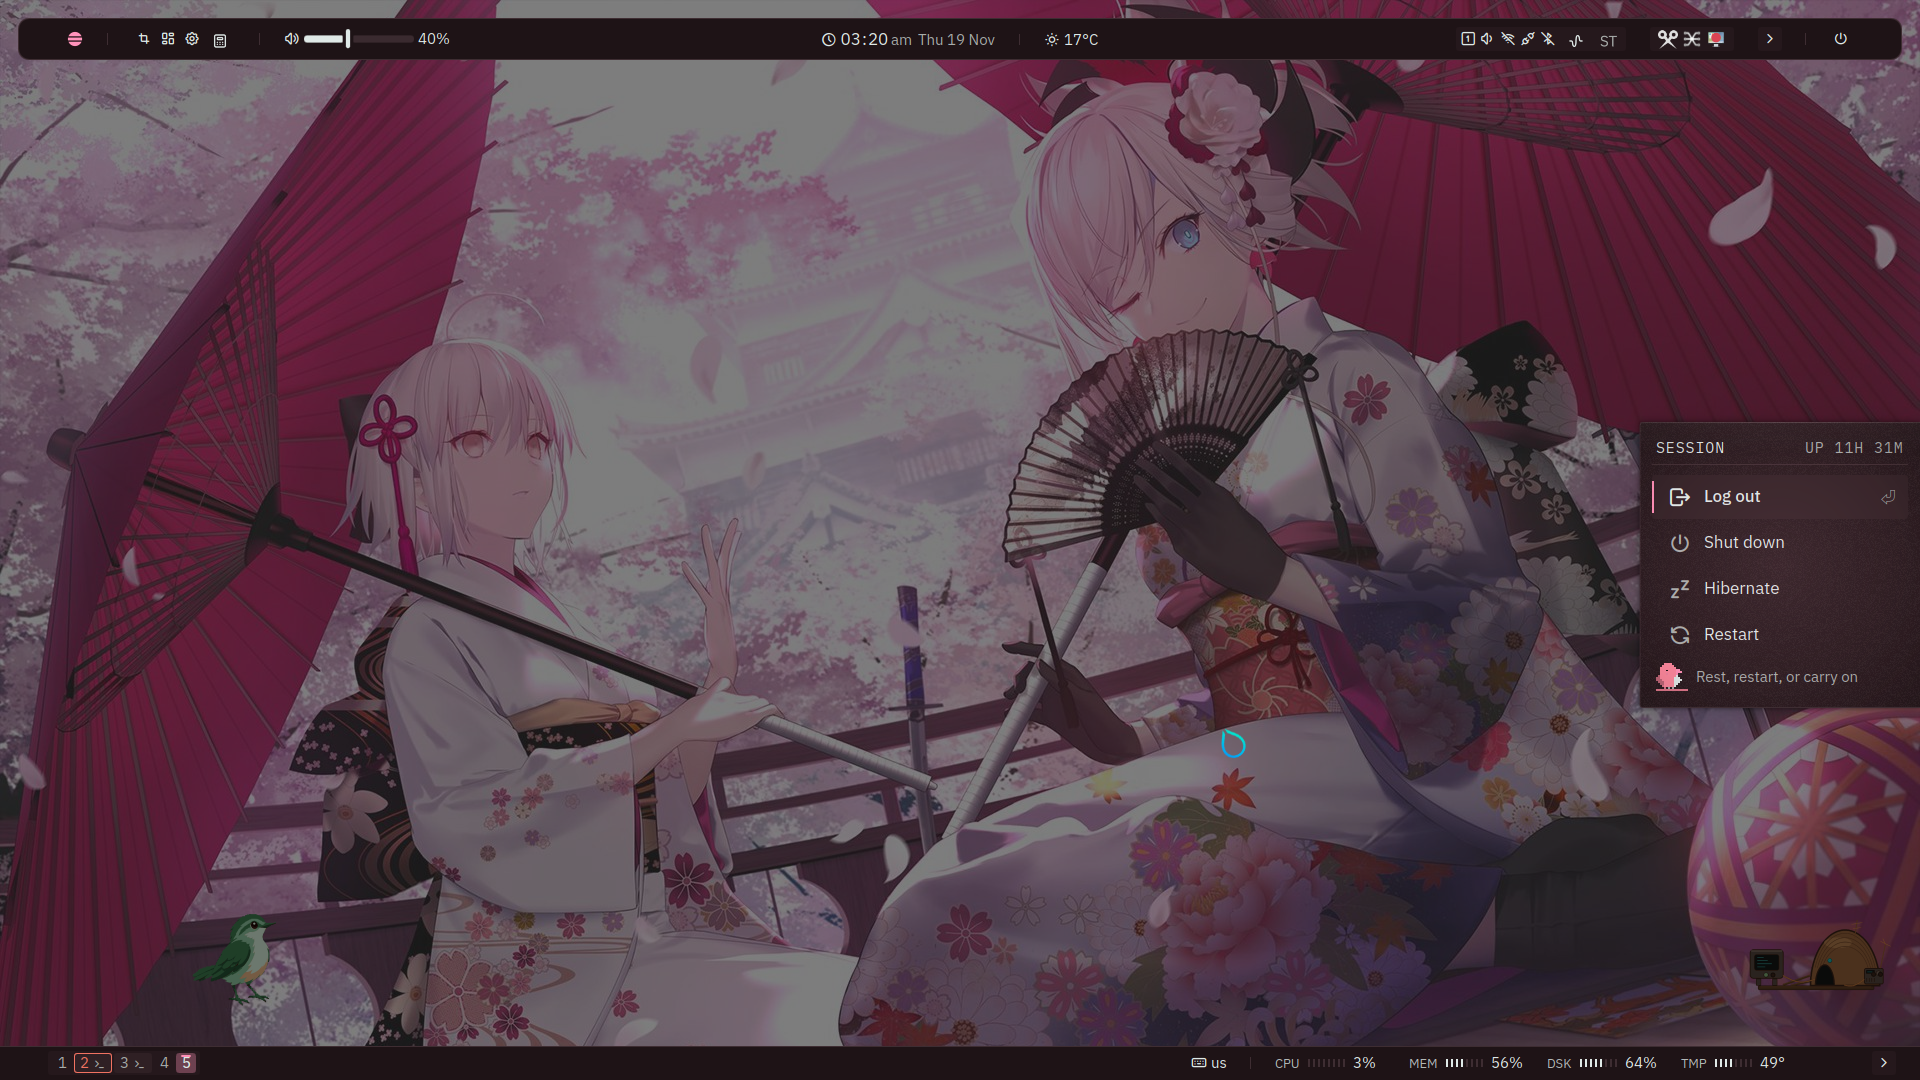 40%
03:20 am Thu 19 Nov
17°C
1
ST
SESSION UP 11H 31M
Log out
Shut down
Hibernate
Restart
Rest, restart, or carry on
1 2 3 4 5
us
CPU 3%
MEM 56%
DSK 64%
TMP 49°